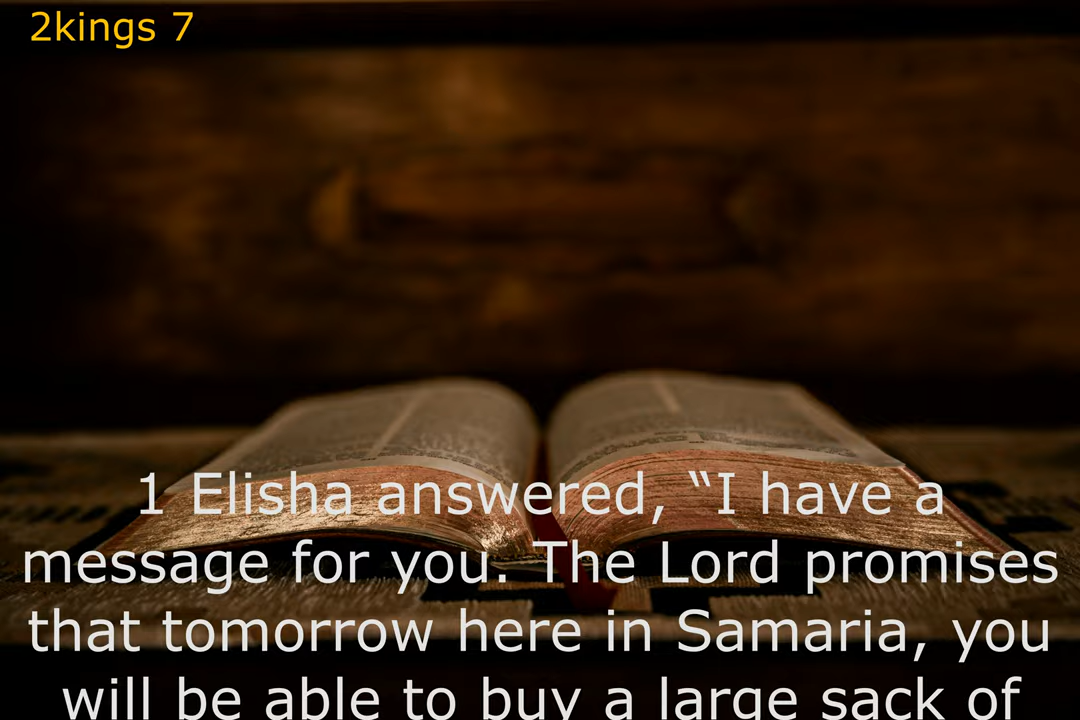 2kings 7
1 Elisha answered, “I have a
message for you. The Lord promises
that tomorrow here in Samaria, you
will be able to buy a large sack of